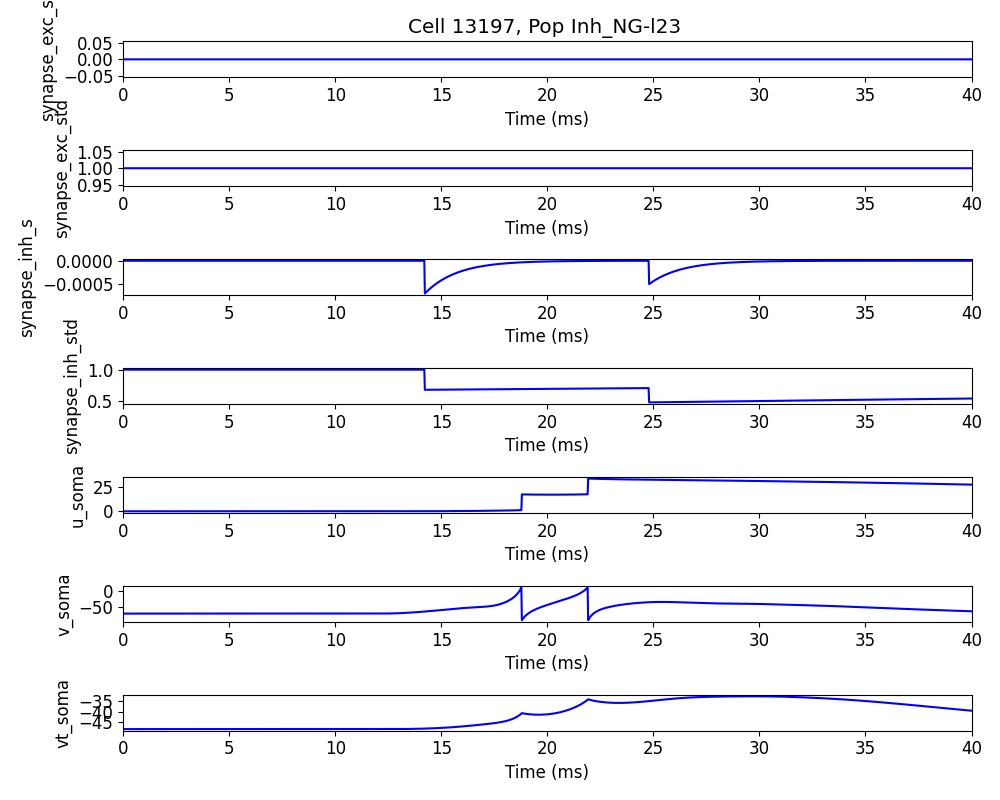 Cell 13197, Pop Inh_NG-l23
synapse_exc_s
0.05
0.00
−0.05
0 5 10 15 20 25 30 35 40
Time (ms)
synapse_exc_std
1.05
1.00
0.95
0 5 10 15 20 25 30 35 40
Time (ms)
synapse_inh_s
0.0000
−0.0005
0 5 10 15 20 25 30 35 40
Time (ms)
synapse_inh_std
1.0
0.5
0 5 10 15 20 25 30 35 40
Time (ms)
u_soma
25
0
0 5 10 15 20 25 30 35 40
Time (ms)
v_soma
0
−50
0 5 10 15 20 25 30 35 40
Time (ms)
vt_soma
−35
−40
−45
0 5 10 15 20 25 30 35 40
Time (ms)